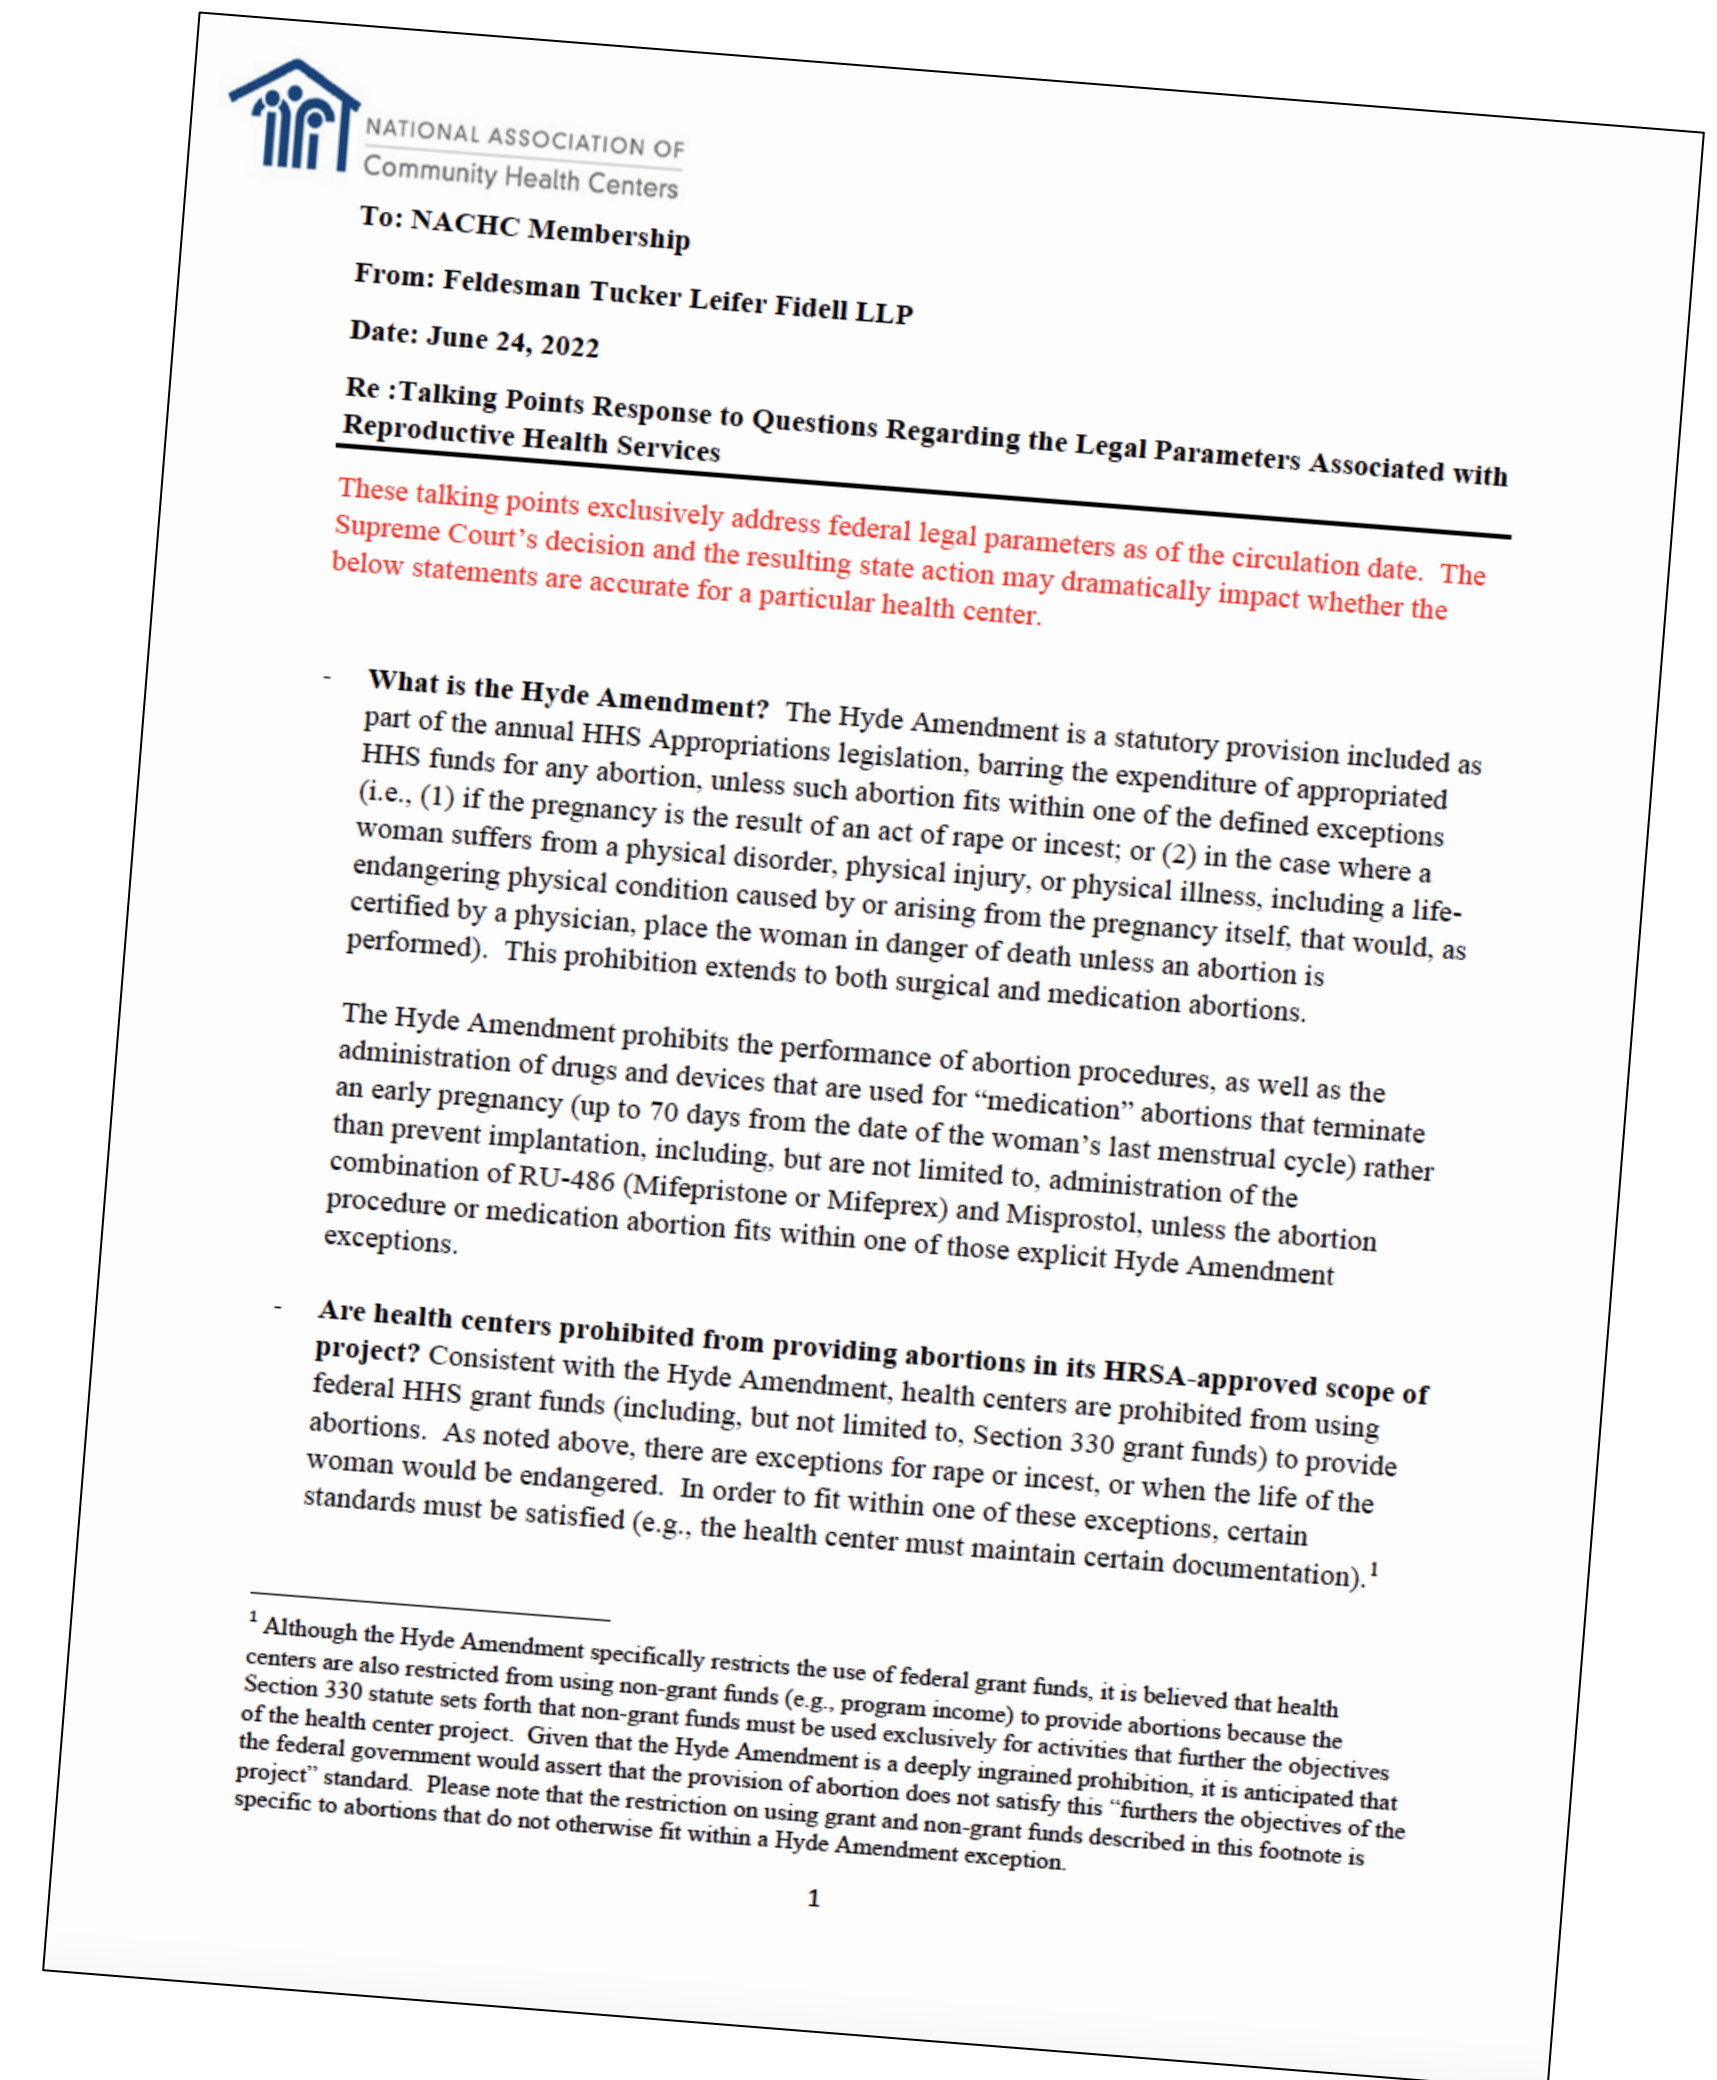 NATIONAL ASSOCIATION OF
Community Health Centers
To: NACHC Membership
From: Feldesman Tucker Leifer Fidell LLP
Date: June 24, 2022
Re :Talking Points Response to Questions Regarding the Legal Parameters Associated with
Reproductive Health Services
These talking points exclusively address federal legal parameters as of the circulation date.  The
Supreme Court’s decision and the resulting state action may dramatically impact whether the
below statements are accurate for a particular health center.
- What is the Hyde Amendment?  The Hyde Amendment is a statutory provision included as
part of the annual HHS Appropriations legislation, barring the expenditure of appropriated
HHS funds for any abortion, unless such abortion fits within one of the defined exceptions
(i.e., (1) if the pregnancy is the result of an act of rape or incest; or (2) in the case where a
woman suffers from a physical disorder, physical injury, or physical illness, including a life-
endangering physical condition caused by or arising from the pregnancy itself, that would, as
certified by a physician, place the woman in danger of death unless an abortion is
performed).  This prohibition extends to both surgical and medication abortions.
The Hyde Amendment prohibits the performance of abortion procedures, as well as the
administration of drugs and devices that are used for “medication” abortions that terminate
an early pregnancy (up to 70 days from the date of the woman’s last menstrual cycle) rather
than prevent implantation, including, but are not limited to, administration of the
combination of RU-486 (Mifepristone or Mifeprex) and Misprostol, unless the abortion
procedure or medication abortion fits within one of those explicit Hyde Amendment
exceptions.
- Are health centers prohibited from providing abortions in its HRSA-approved scope of
project? Consistent with the Hyde Amendment, health centers are prohibited from using
federal HHS grant funds (including, but not limited to, Section 330 grant funds) to provide
abortions.  As noted above, there are exceptions for rape or incest, or when the life of the
woman would be endangered.  In order to fit within one of these exceptions, certain
standards must be satisfied (e.g., the health center must maintain certain documentation).1
1 Although the Hyde Amendment specifically restricts the use of federal grant funds, it is believed that health
centers are also restricted from using non-grant funds (e.g., program income) to provide abortions because the
Section 330 statute sets forth that non-grant funds must be used exclusively for activities that further the objectives
of the health center project.  Given that the Hyde Amendment is a deeply ingrained prohibition, it is anticipated that
the federal government would assert that the provision of abortion does not satisfy this “furthers the objectives of the
project” standard.  Please note that the restriction on using grant and non-grant funds described in this footnote is
specific to abortions that do not otherwise fit within a Hyde Amendment exception.
1